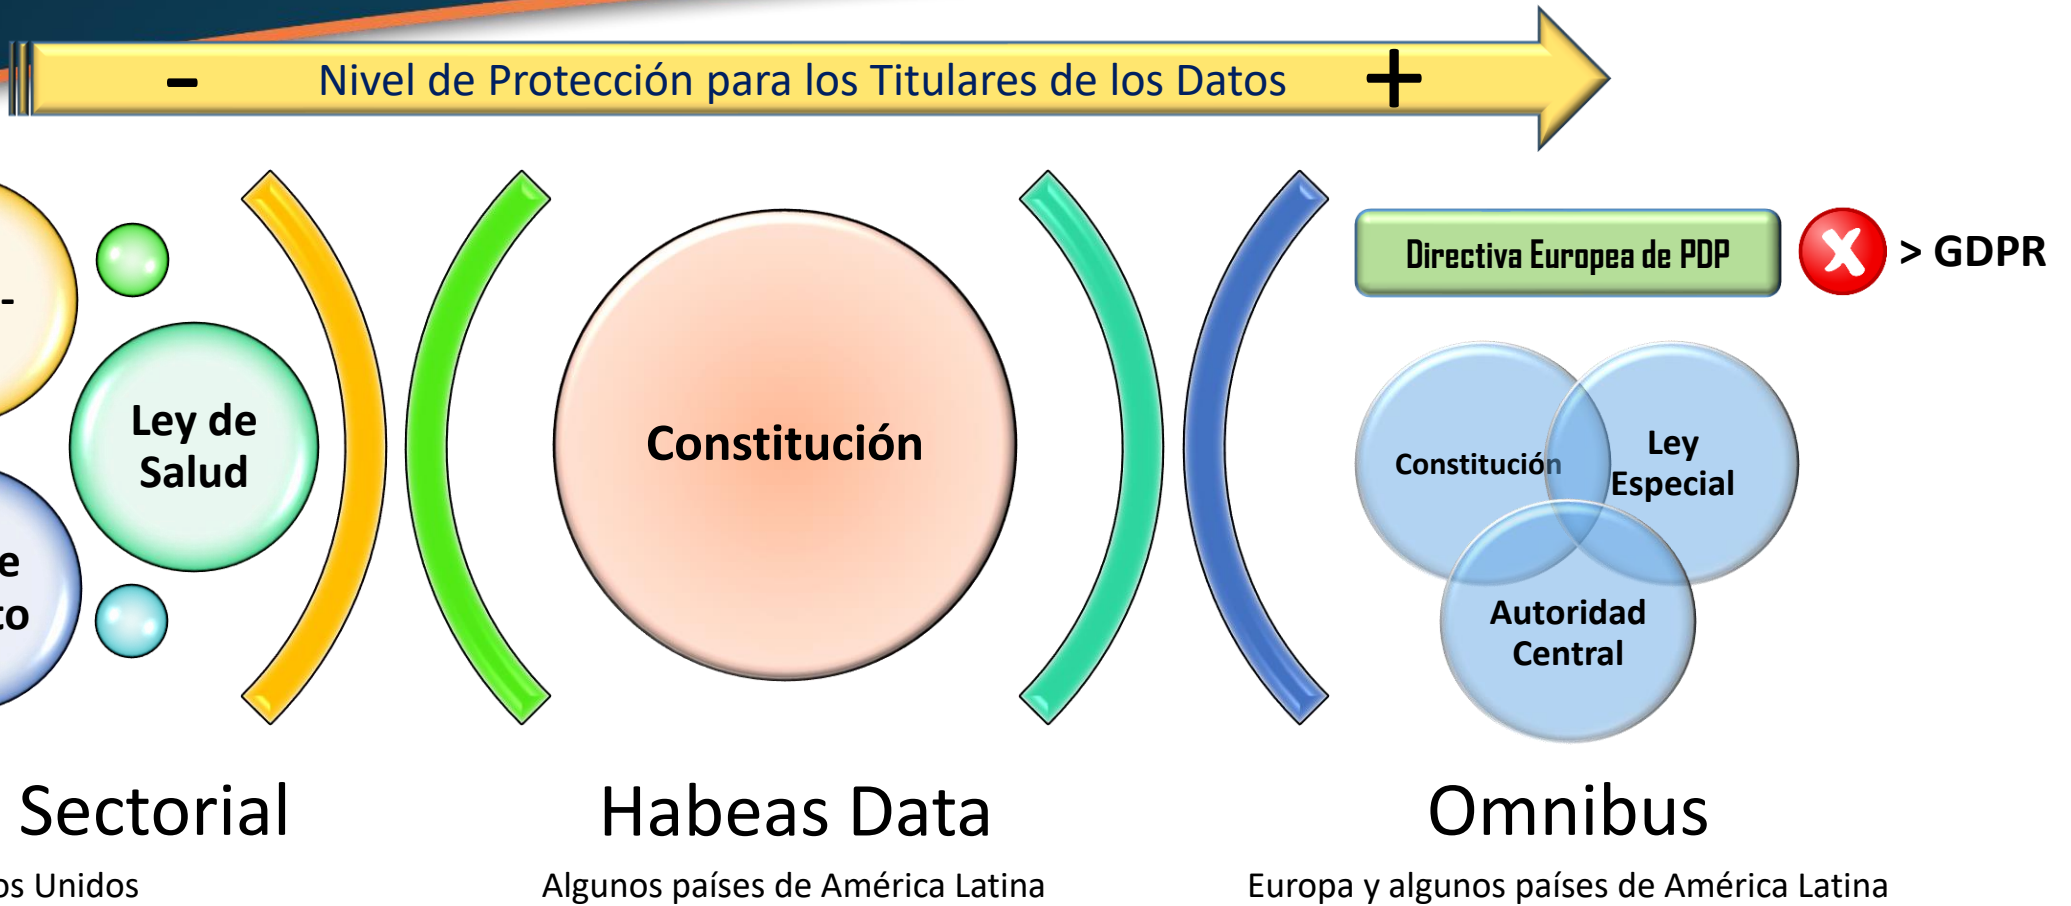 - Nivel de Protección para los Titulares de los Datos +
Directiva Europea de PDP X > GDPR
-
Ley de
Salud
Constitución
Constitución
Ley
Especial
Autoridad
Central
Sectorial
Habeas Data
Omnibus
Unidos
Algunos países de América Latina
Europa y algunos países de América Latina